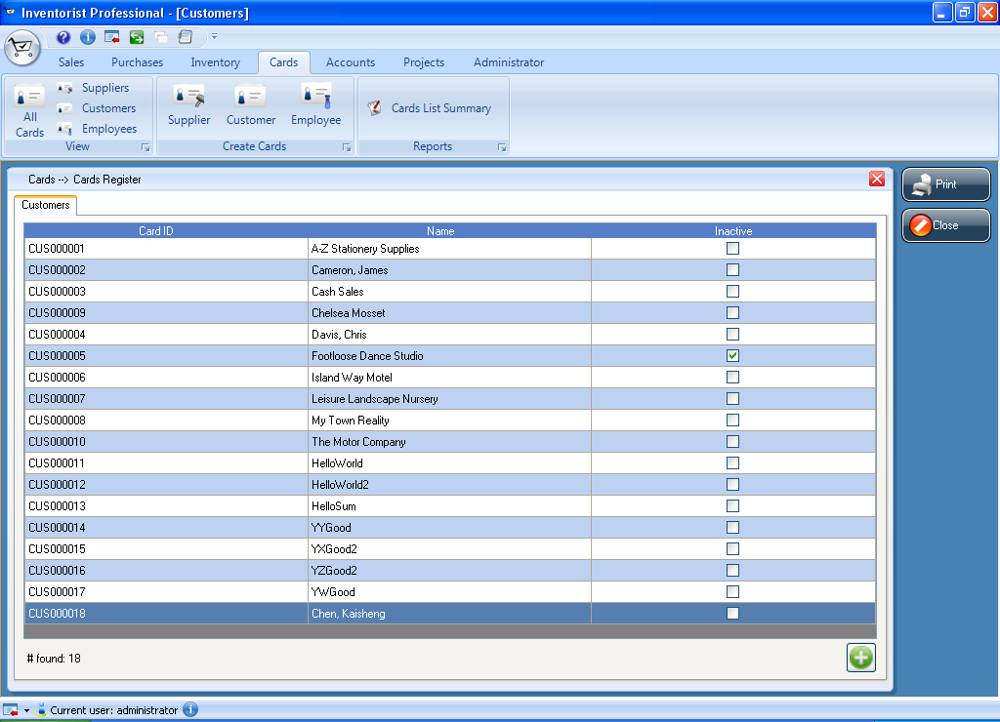 Inventorist Professional - [Customers]
Sales Purchases Inventory Cards Accounts Projects Administrator
All Cards
Suppliers
Customers
Employees
View
Supplier Customer Employee
Create Cards
Cards List Summary
Reports
Cards --> Cards Register
Print
Close
Customers
Card ID Name Inactive
CUS000001 A-Z Stationery Supplies
CUS000002 Cameron, James
CUS000003 Cash Sales
CUS000009 Chelsea Mosset
CUS000004 Davis, Chris
CUS000005 Footloose Dance Studio
CUS000006 Island Way Motel
CUS000007 Leisure Landscape Nursery
CUS000008 My Town Reality
CUS000010 The Motor Company
CUS000011 HelloWorld
CUS000012 HelloWorld2
CUS000013 HelloSum
CUS000014 YYGood
CUS000015 YXGood2
CUS000016 YZGood2
CUS000017 YWGood
CUS000018 Chen, Kaisheng
# found: 18
Current user: administrator